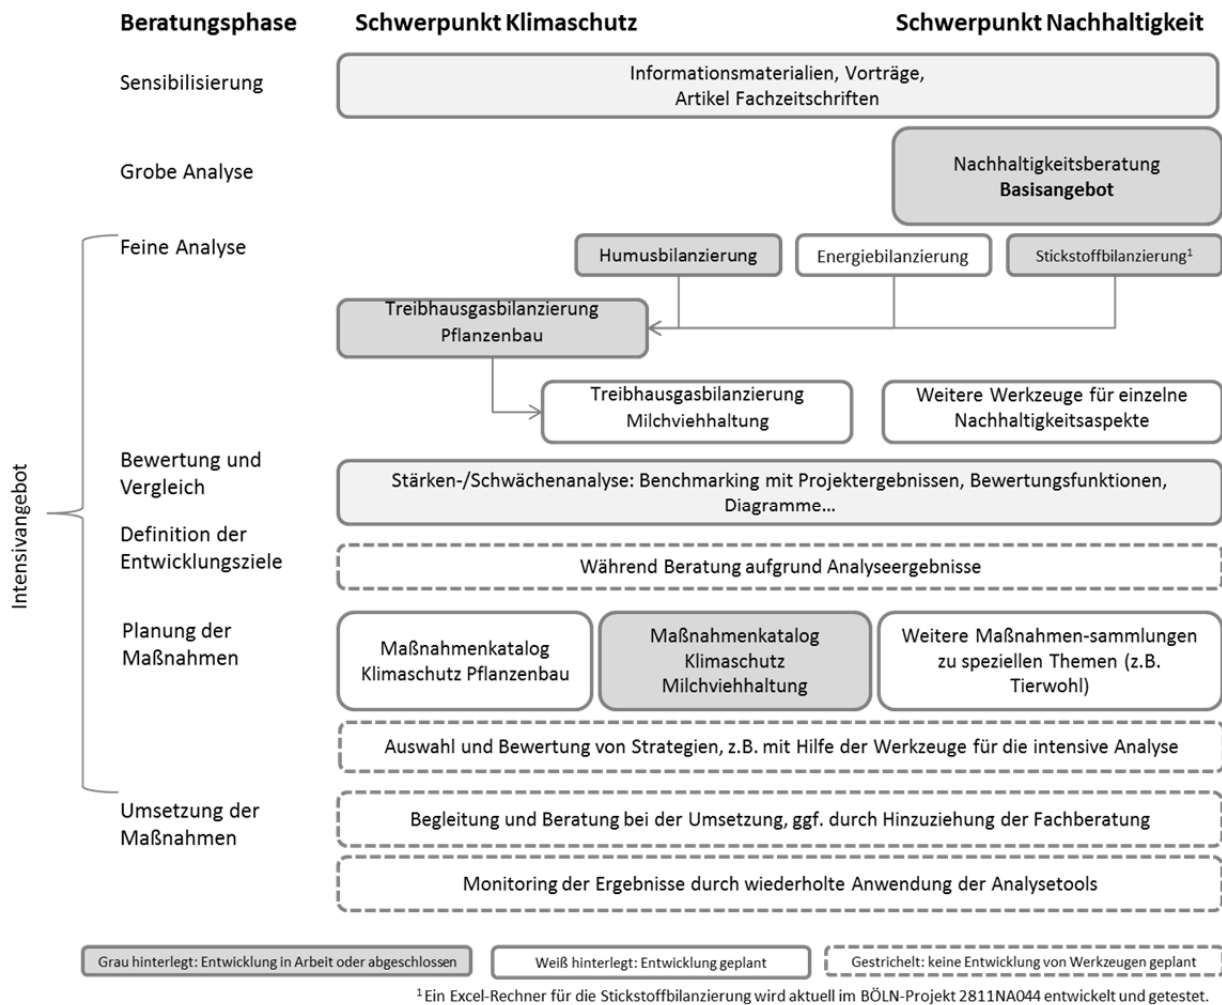 Beratungsphase
Schwerpunkt Klimaschutz
Schwerpunkt Nachhaltigkeit
Sensibilisierung
Informationsmaterialien, Vorträge,
Artikel Fachzeitschriften
Grobe Analyse
Nachhaltigkeitsberatung
Basisangebot
Intensivangebot
Feine Analyse
Humusbilanzierung
Energiebilanzierung
Stickstoffbilanzierung¹
Treibhausgasbilanzierung
Pflanzenbau
Treibhausgasbilanzierung
Milchviehhaltung
Weitere Werkzeuge für einzelne
Nachhaltigkeitsaspekte
Bewertung und
Vergleich
Stärken-/Schwächenanalyse: Benchmarking mit Projektergebnissen, Bewertungsfunktionen,
Diagramme...
Definition der
Entwicklungsziele
Während Beratung aufgrund Analyseergebnisse
Planung der
Maßnahmen
Maßnahmenkatalog
Klimaschutz Pflanzenbau
Maßnahmenkatalog
Klimaschutz
Milchviehhaltung
Weitere Maßnahmen-sammlungen
zu speziellen Themen (z.B.
Tierwohl)
Auswahl und Bewertung von Strategien, z.B. mit Hilfe der Werkzeuge für die intensive Analyse
Umsetzung der
Maßnahmen
Begleitung und Beratung bei der Umsetzung, ggf. durch Hinzuziehung der Fachberatung
Monitoring der Ergebnisse durch wiederholte Anwendung der Analysetools
Grau hinterlegt: Entwicklung in Arbeit oder abgeschlossen
Weiß hinterlegt: Entwicklung geplant
Gestrichelt: keine Entwicklung von Werkzeugen geplant
¹Ein Excel-Rechner für die Stickstoffbilanzierung wird aktuell im BÖLN-Projekt 2811NA044 entwickelt und getestet.